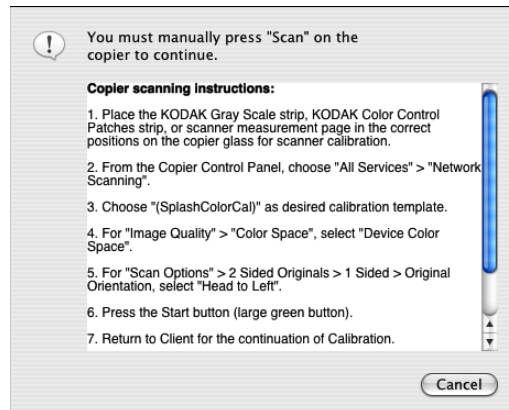 You must manually press "Scan" on the
copier to continue.
Copier scanning instructions:
1. Place the KODAK Gray Scale strip, KODAK Color Control
Patches strip, or scanner measurement page in the correct
positions on the copier glass for scanner calibration.
2. From the Copier Control Panel, choose "All Services" > "Network
Scanning".
3. Choose "(SplashColorCal)" as desired calibration template.
4. For "Image Quality" > "Color Space", select "Device Color
Space".
5. For "Scan Options" > 2 Sided Originals > 1 Sided > Original
Orientation, select "Head to Left".
6. Press the Start button (large green button).
7. Return to Client for the continuation of Calibration.
Cancel